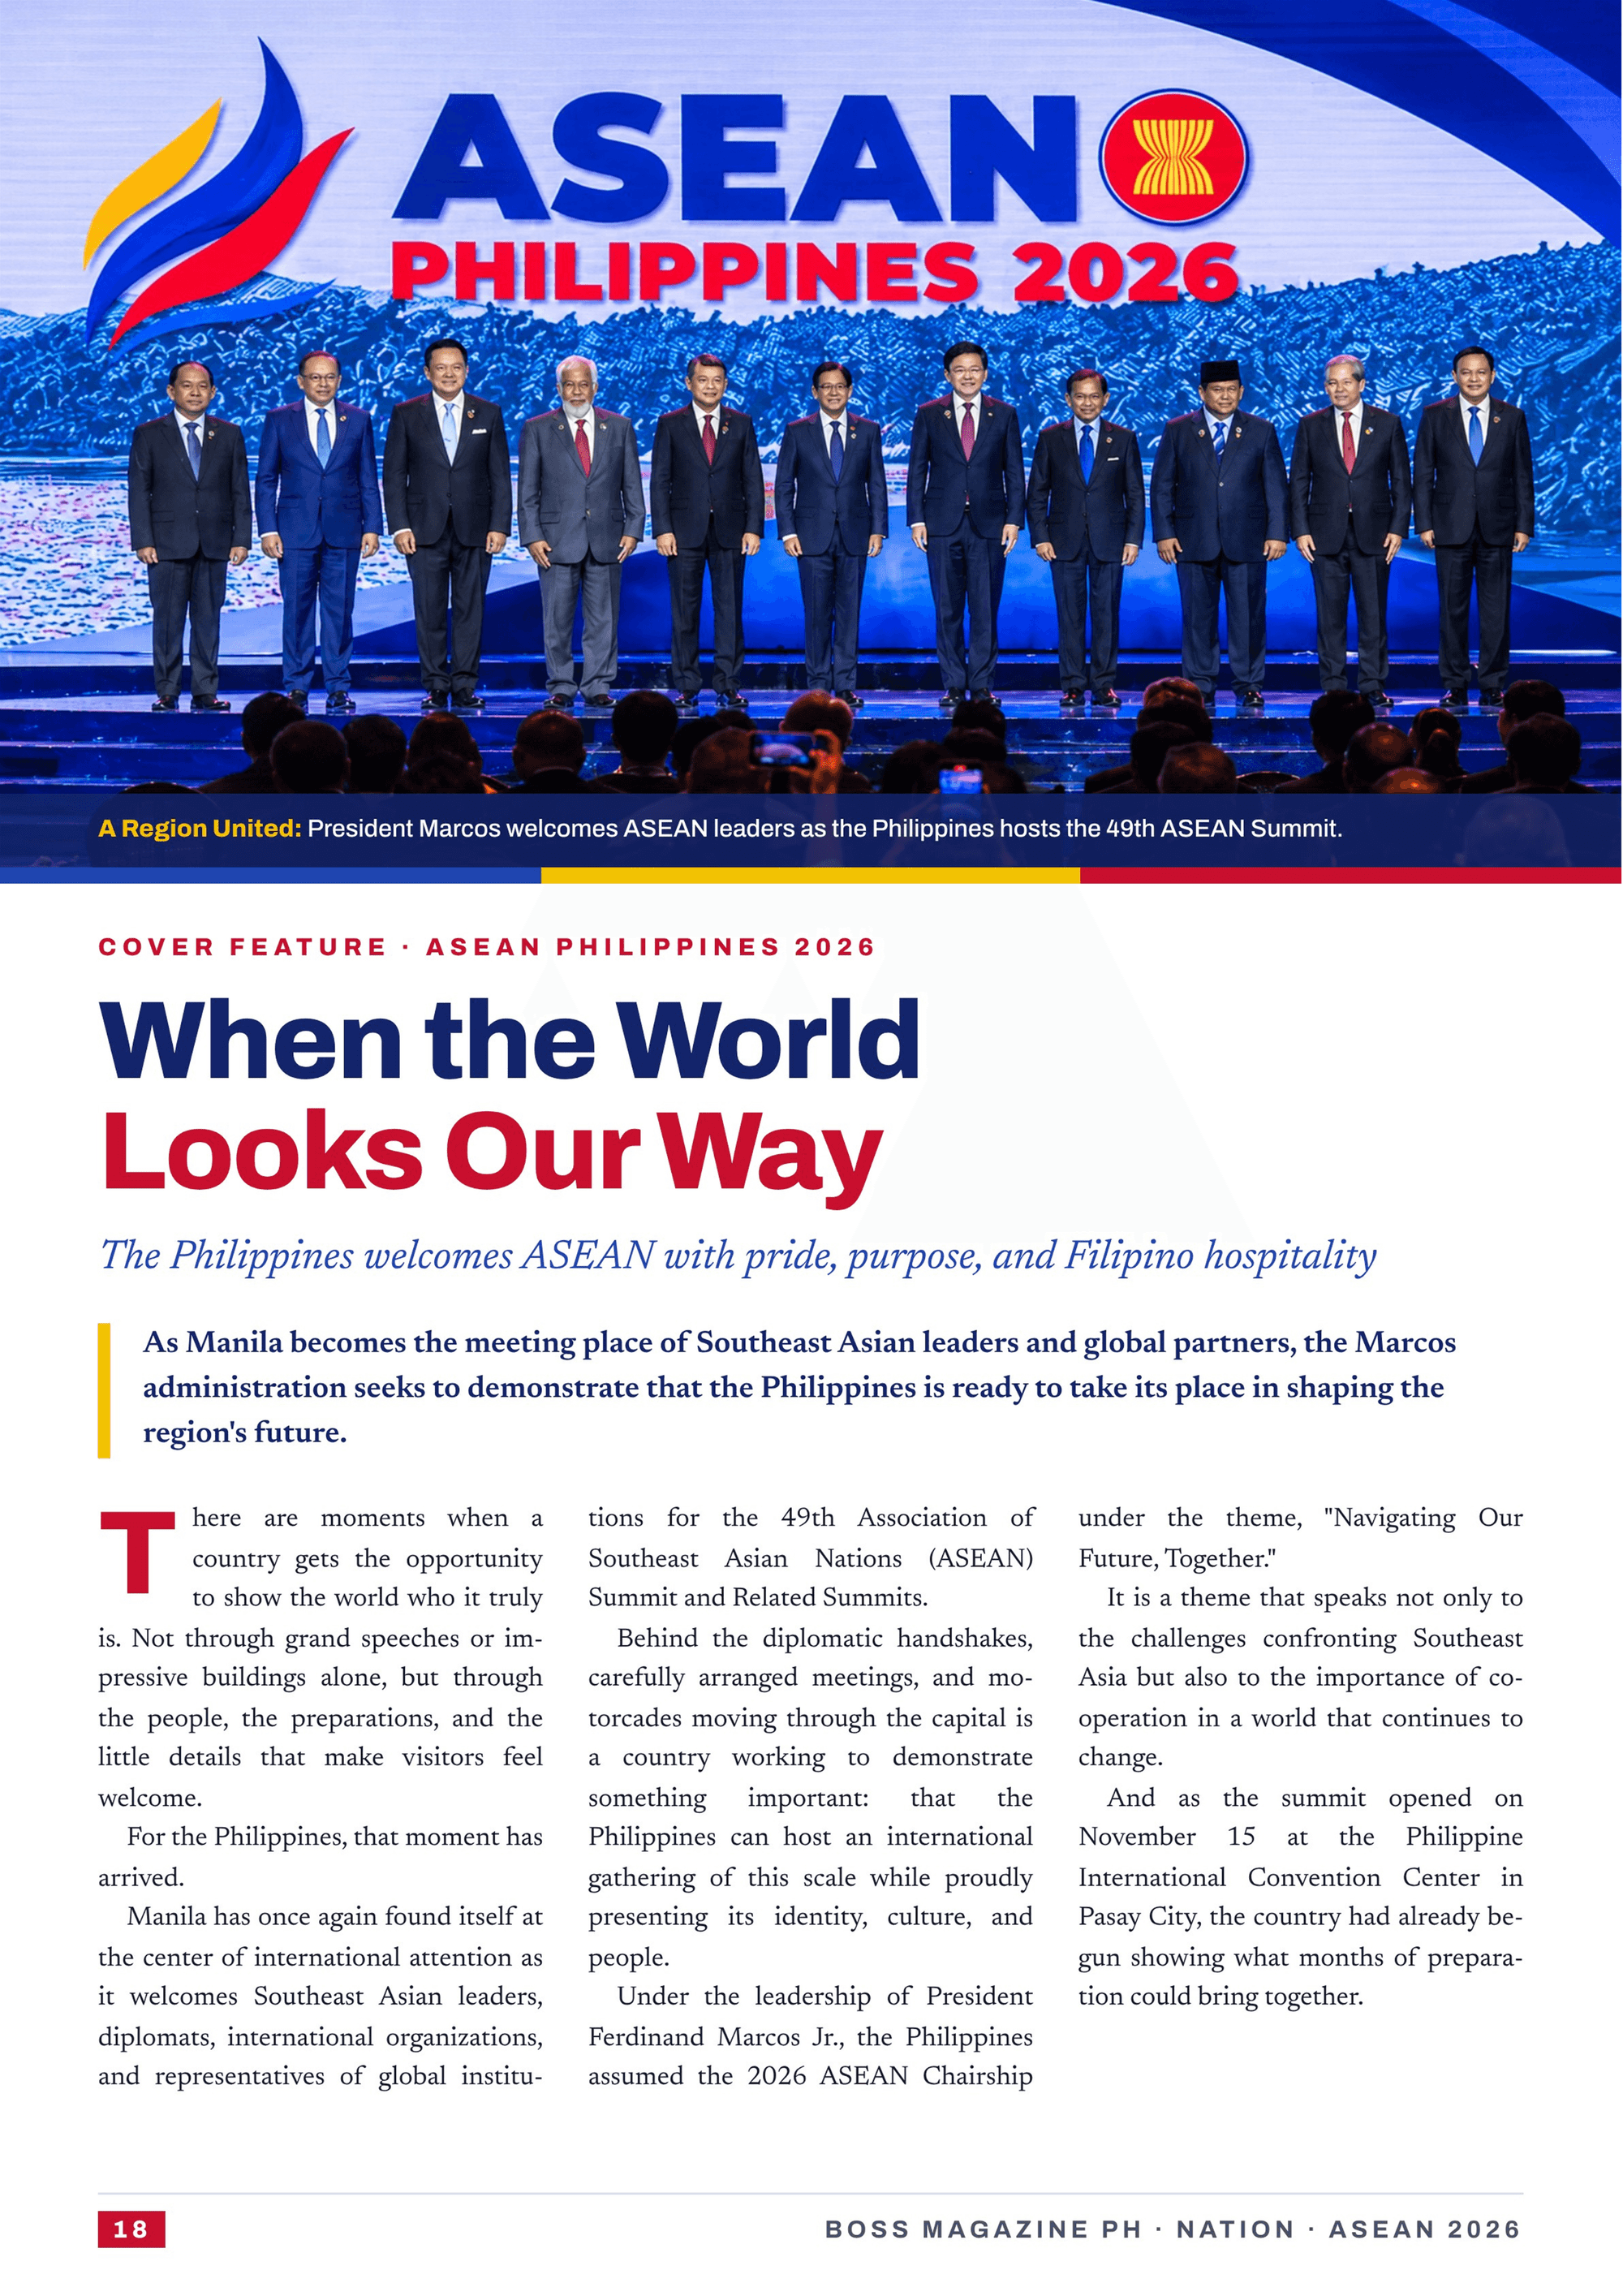 ASEAN
PHILIPPINES 2026
A Region United: President Marcos welcomes ASEAN leaders as the Philippines hosts the 49th ASEAN Summit.
COVER FEATURE · ASEAN PHILIPPINES 2026
When the World
Looks Our Way
The Philippines welcomes ASEAN with pride, purpose, and Filipino hospitality
As Manila becomes the meeting place of Southeast Asian leaders and global partners, the Marcos
administration seeks to demonstrate that the Philippines is ready to take its place in shaping the
region's future.
There are moments when a
country gets the opportunity
to show the world who it truly
is. Not through grand speeches or im-
pressive buildings alone, but through
the people, the preparations, and the
little details that make visitors feel
welcome.
For the Philippines, that moment has
arrived.
Manila has once again found itself at
the center of international attention as
it welcomes Southeast Asian leaders,
diplomats, international organizations,
and representatives of global institu-
tions for the 49th Association of
Southeast Asian Nations (ASEAN)
Summit and Related Summits.
Behind the diplomatic handshakes,
carefully arranged meetings, and mo-
torcades moving through the capital is
a country working to demonstrate
something important: that the
Philippines can host an international
gathering of this scale while proudly
presenting its identity, culture, and
people.
Under the leadership of President
Ferdinand Marcos Jr., the Philippines
assumed the 2026 ASEAN Chairship
under the theme, "Navigating Our
Future, Together."
It is a theme that speaks not only to
the challenges confronting Southeast
Asia but also to the importance of co-
operation in a world that continues to
change.
And as the summit opened on
November 15 at the Philippine
International Convention Center in
Pasay City, the country had already be-
gun showing what months of prepara-
tion could bring together.
18
BOSS MAGAZINE PH · NATION · ASEAN 2026